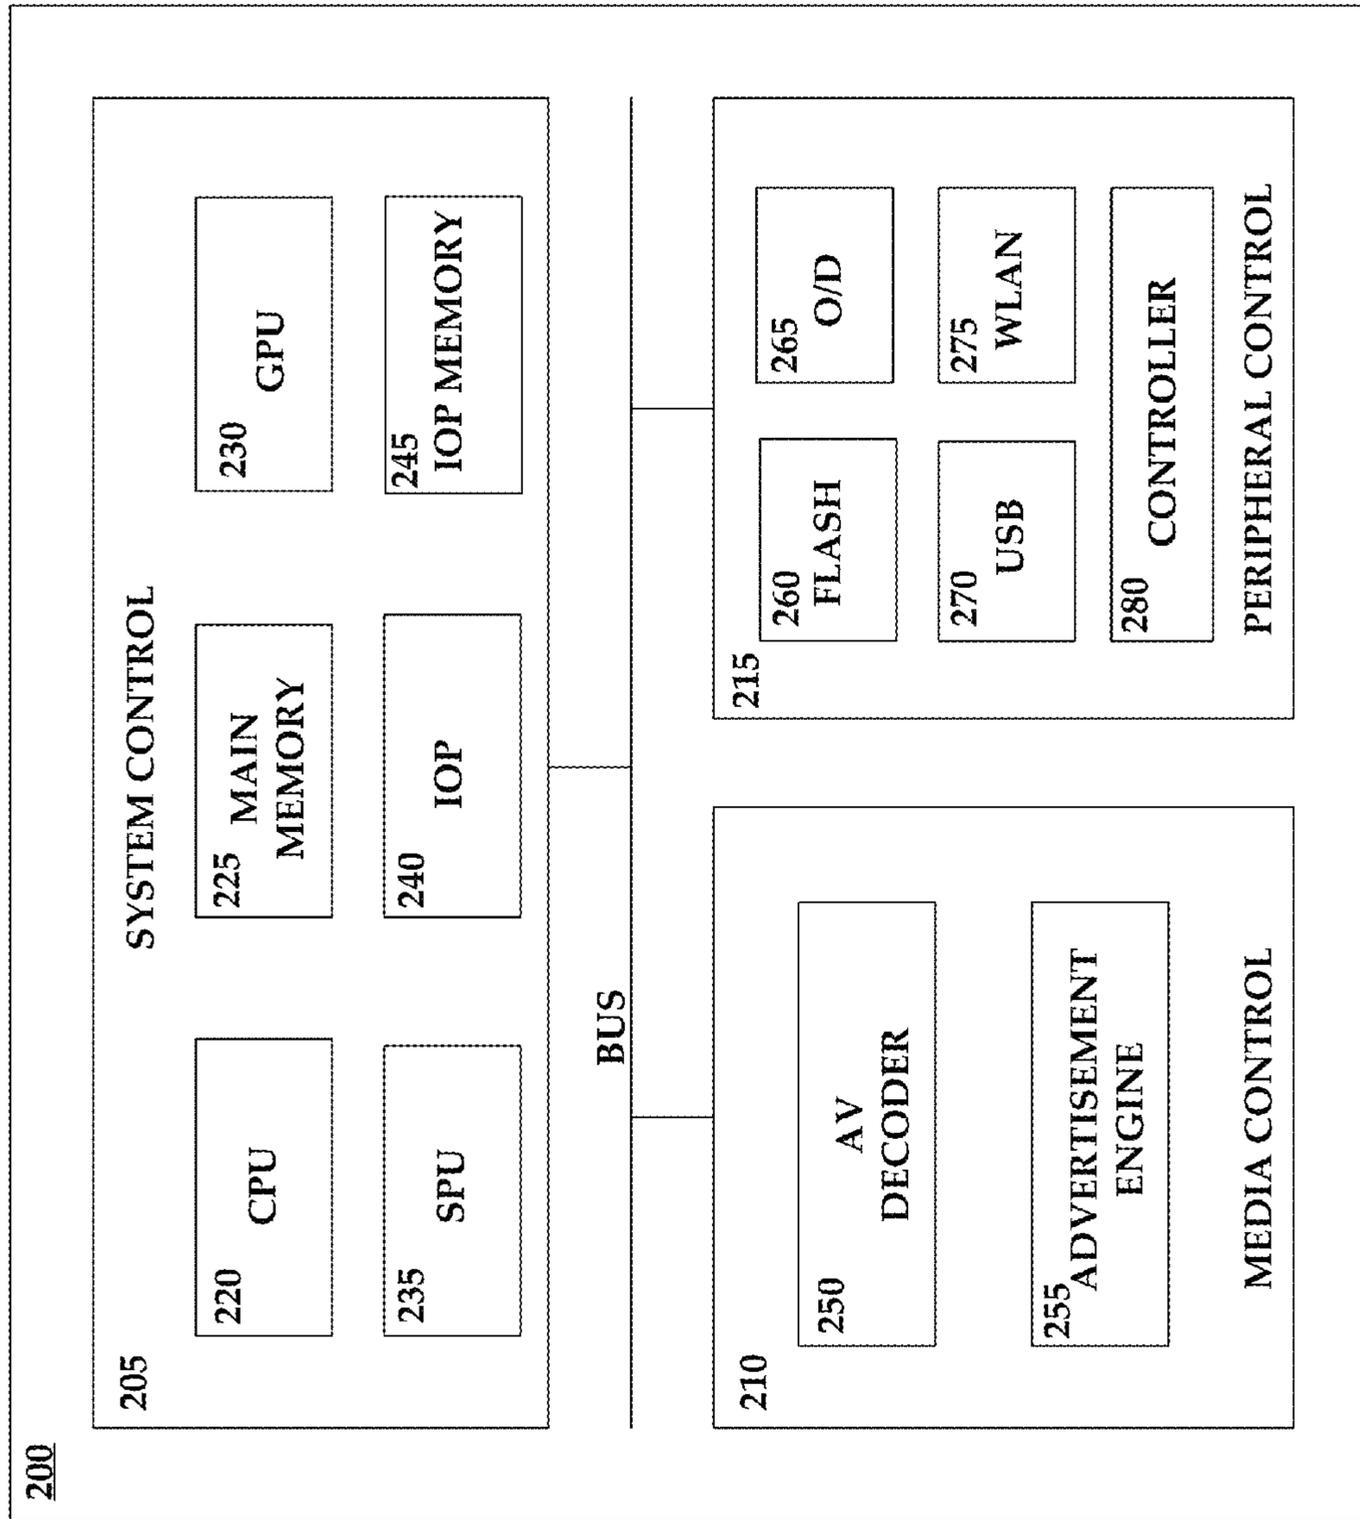 200
205
SYSTEM CONTROL
220
CPU
225
MAIN
MEMORY
230
GPU
235
SPU
240
IOP
245
IOP MEMORY
BUS
210
250
AV
DECODER
255
ADVERTISEMENT
ENGINE
MEDIA CONTROL
215
260
FLASH
265
O/D
270
USB
275
WLAN
280
CONTROLLER
PERIPHERAL CONTROL